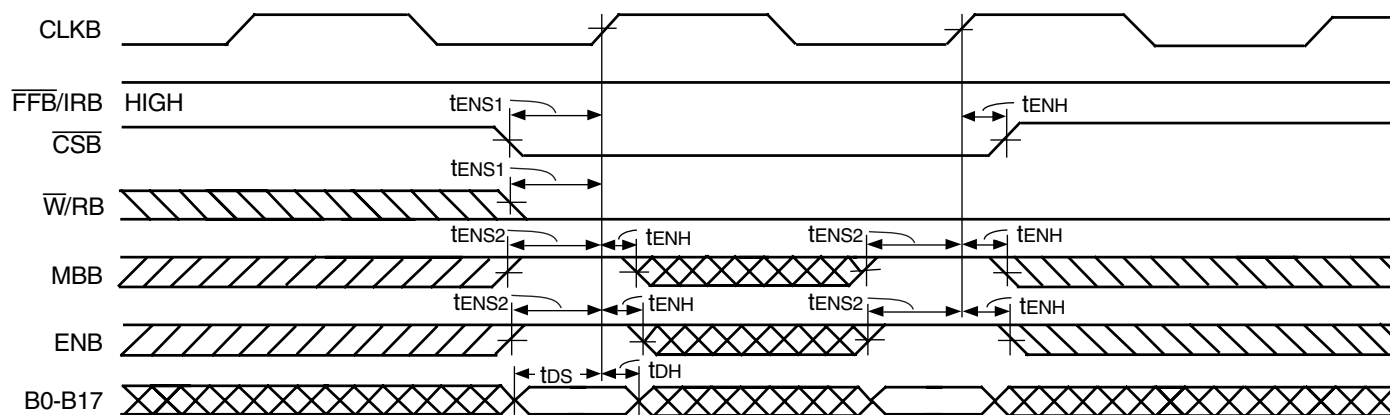 CLKB
FFB/IRB HIGH
tENS1 tENH
CSB
tENS1
W/RB
tENS2 tENH tENS2 tENH
MBB
tENS2 tENH tENS2 tENH
ENB
tDS tDH
B0-B17